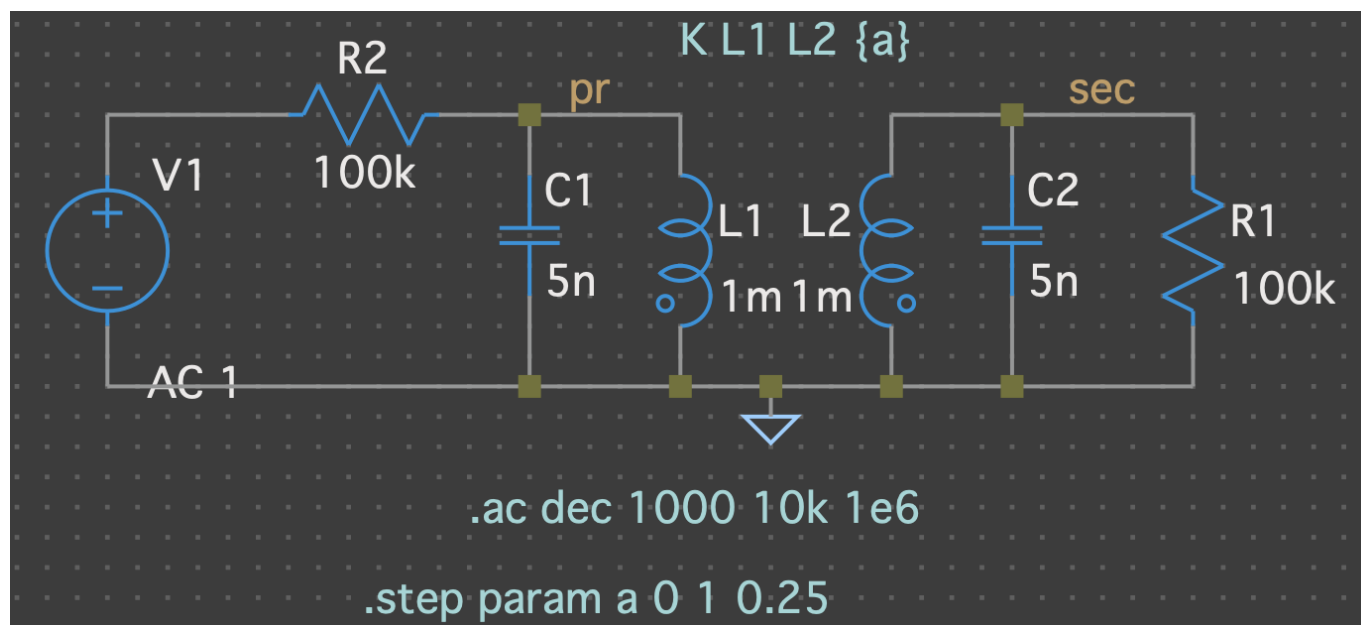 K L1 L2 {a}
R2
pr
sec
100k
V1
+
C1
C2
L1
L2
R1
5n
1m
1m
5n
100k
AC 1
.ac dec 1000 10k 1e6
.step param a 0 1 0.25